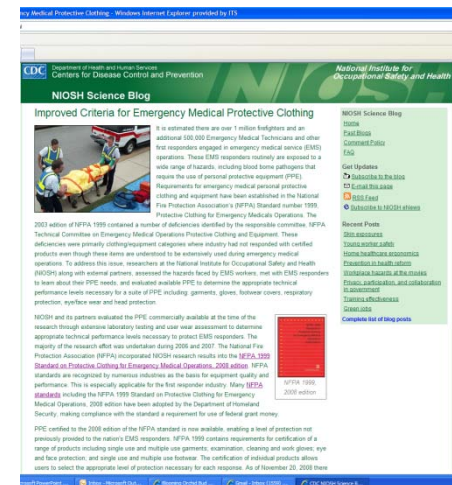 ncy Medical Protective Clothing - Windows Internet Explorer provided by ITS
CDC
Department of Health and Human Services
Centers for Disease Control and Prevention
National Institute for
Occupational Safety and Health
NIOSH
NIOSH Science Blog
Improved Criteria for Emergency Medical Protective Clothing
It is estimated there are over 1 million firefighters and an
additional 500,000 Emergency Medical Technicians and other
first responders engaged in emergency medical service (EMS)
operations. These EMS responders routinely are exposed to a
wide range of hazards, including blood borne pathogens that
require the use of personal protective equipment (PPE).
Requirements for emergency medical personal protective
clothing and equipment have been established in the National
Fire Protection Association's (NFPA) Standard number 1999,
Protective Clothing for Emergency Medicals Operations. The
2003 edition of NFPA 1999 contained a number of deficiencies identified by the responsible committee, NFPA
Technical Committee on Emergency Medical Operations Protective Clothing and Equipment. These
deficiencies were primarily clothing/equipment categories where industry had not responded with certified
products even though these items are understood to be extensively used during emergency medical
operations. To address this issue, researchers at the National Institute for Occupational Safety and Health
(NIOSH) along with external partners, assessed the hazards faced by EMS workers, met with EMS responders
to learn about their PPE needs, and evaluated available PPE to determine the appropriate technical
performance levels necessary for a suite of PPE including: garments, gloves, footwear covers, respiratory
protection, eye/face wear and head protection.
NIOSH and its partners evaluated the PPE commercially available at the time of the
research through extensive laboratory testing and user wear assessment to determine
appropriate technical performance levels necessary to protect EMS responders. The
majority of the research effort was undertaken during 2006 and 2007. The National Fire
Protection Association (NFPA) incorporated NIOSH research results into the NFPA 1999
Standard on Protective Clothing for Emergency Medical Operations, 2008 edition. NFPA
standards are recognized by numerous industries as the basis for equipment quality and
performance. This is especially applicable for the first responder industry. Many NFPA
standards including the NFPA 1999 Standard on Protective Clothing for Emergency
Medical Operations, 2008 edition have been adopted by the Department of Homeland
Security, making compliance with the standard a requirement for use of federal grant money.
NFPA 1999,
2008 edition
PPE certified to the 2008 edition of the NFPA standard is now available, enabling a level of protection not
previously provided to the nation's EMS responders. NFPA 1999 contains requirements for certification of a
range of products including single use and multiple use garments; examination, cleaning and work gloves; eye
and face protection; and single use and multiple use footwear. The certification of individual products allows
users to select the appropriate level of protection necessary for each response. As of November 20, 2008 there
NIOSH Science Blog
Home
Past Blogs
Comment Policy
FAQ
Get Updates
Subscribe to the blog
E-mail this page
RSS Feed
Subscribe to NIOSH eNews
Recent Posts
Skin exposures
Young worker safety
Home healthcare ergonomics
Prevention in health reform
Workplace hazards at the movies
Privacy, participation, and collaboration
in government
Training effectiveness
Green jobs
Complete list of blog posts